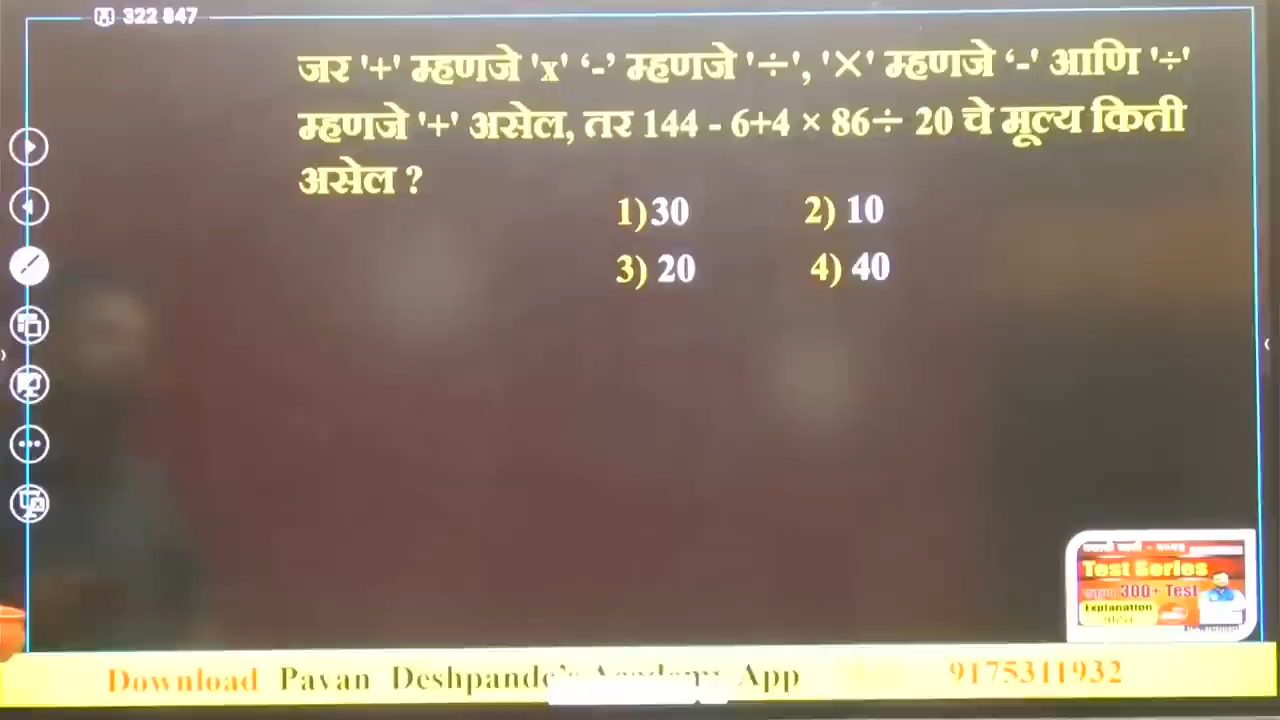 322 847
जर '+' म्हणजे 'x' ‘-’ म्हणजे '÷', '×' म्हणजे ‘-' आणि '÷'
म्हणजे '+' असेल, तर 144 - 6+4 × 86÷ 20 चे मूल्य किती
असेल ?
1)30 2) 10
3) 20 4) 40
Test Series
300+ Test
Explanation
Download Pavan Deshpande's Academy App 9175311932